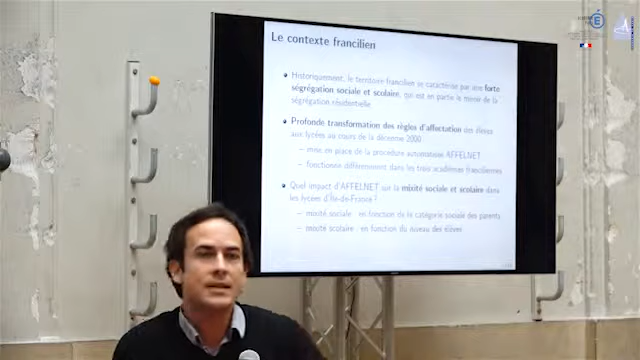 Le contexte francilien
Historiquement, le territoire francilien se caractérise par une forte
ségrégation sociale et scolaire, qui est en partie le miroir de la
ségrégation résidentielle
Profonde transformation des règles d'affectation des élèves
aux lycées au cours de la décennie 2000
– mise en place de la procédure automatisée AFFELNET
– fonctionne différemment dans les trois académies franciliennes
Quel impact d'AFFELNET sur la mixité sociale et scolaire dans
les lycées d'Île-de-France ?
– mixité sociale : en fonction de la catégorie sociale des parents
– mixité scolaire : en fonction du niveau des élèves